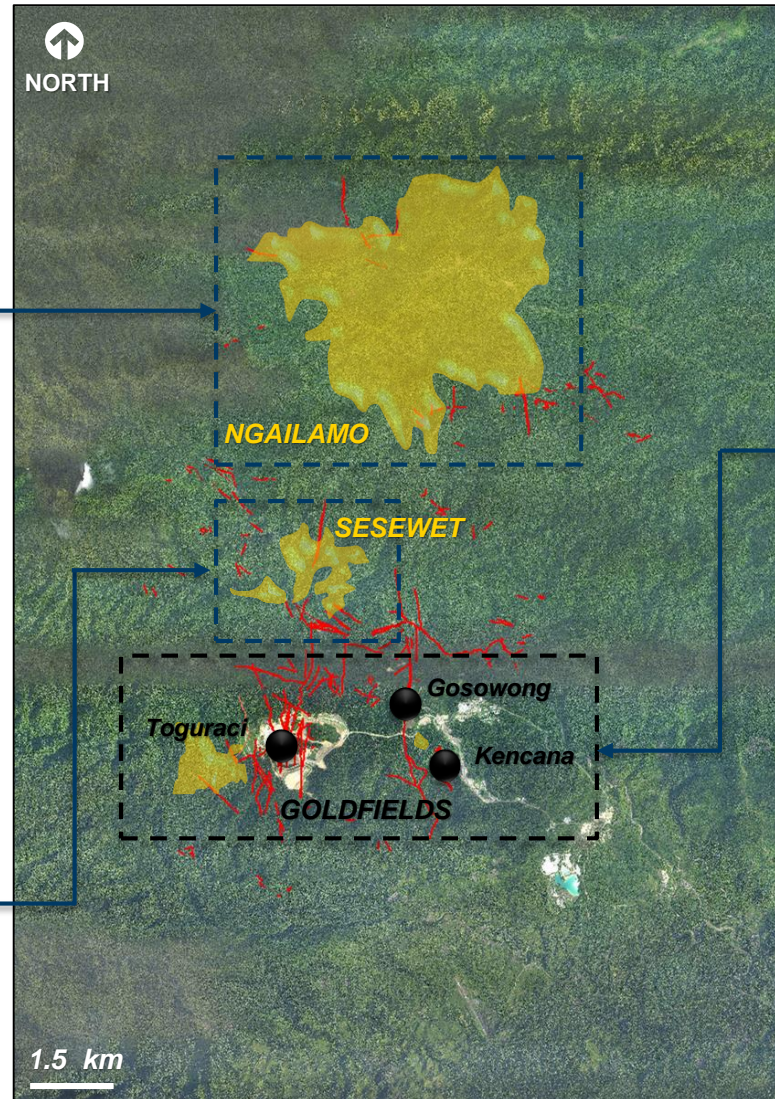 NORTH
NGAILAMO
SESEWET
Gosowong
Toguraci
Kencana
GOLDFIELDS
1.5 km